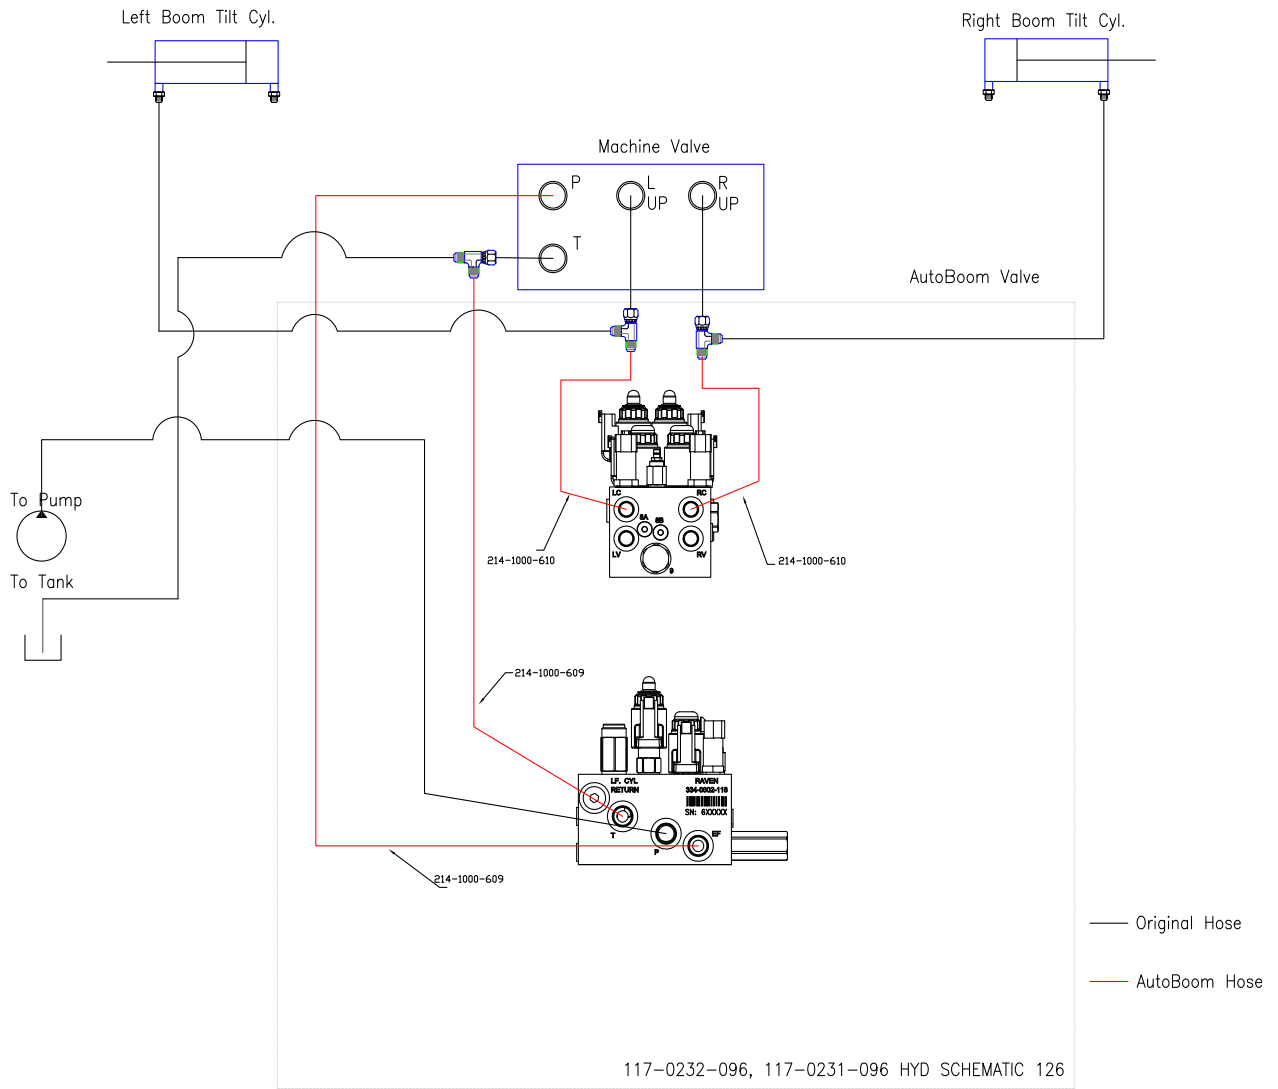 Left Boom Tilt Cyl.
Right Boom Tilt Cyl.
Machine Valve
P
L
UP
R
UP
T
AutoBoom Valve
To Pump
To Tank
LC
RC
8A
8B
LV
RV
9
214-1000-610
214-1000-610
214-1000-609
LF. CYL
RETURN
RAVEN
334-0002-116
SN: 6XXXXX
T
P
EF
214-1000-609
Original Hose
AutoBoom Hose
117-0232-096, 117-0231-096 HYD SCHEMATIC 126